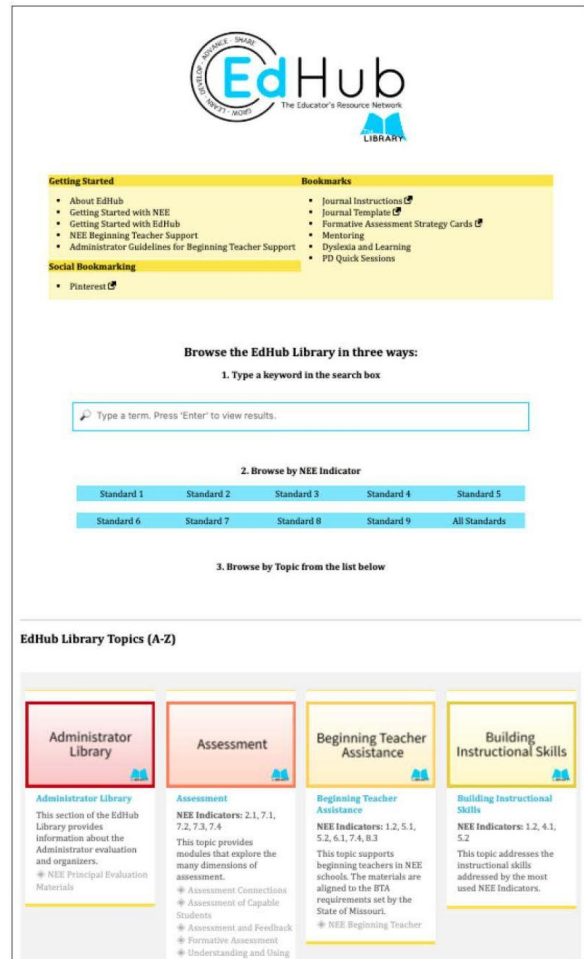 GROW - LEARN - DEVELOP - ADVANCE - SHARE
EdHub
The Educator's Resource Network
LIBRARY
Getting Started
About EdHub
Getting Started with NEE
Getting Started with EdHub
NEE Beginning Teacher Support
Administrator Guidelines for Beginning Teacher Support
Social Bookmarking
Pinterest
Bookmarks
Journal Instructions
Journal Template
Formative Assessment Strategy Cards
Mentoring
Dyslexia and Learning
PD Quick Sessions
Browse the EdHub Library in three ways:
1. Type a keyword in the search box
Type a term. Press 'Enter' to view results.
2. Browse by NEE Indicator
Standard 1 Standard 2 Standard 3 Standard 4 Standard 5
Standard 6 Standard 7 Standard 8 Standard 9 All Standards
3. Browse by Topic from the list below
EdHub Library Topics (A-Z)
Administrator
Library
Administrator Library
This section of the EdHub
Library provides
information about the
Administrator evaluation
and organizers.
NEE Principal Evaluation
Materials
Assessment
Assessment
NEE Indicators: 2.1, 7.1,
7.2, 7.3, 7.4
This topic provides
modules that explore the
many dimensions of
assessment.
Assessment Connections
Assessment of Capable
Students
Assessment and Feedback
Formative Assessment
Understanding and Using
Beginning Teacher
Assistance
Beginning Teacher
Assistance
NEE Indicators: 1.2, 5.1,
5.2, 6.1, 7.4, 8.3
This topic supports
beginning teachers in NEE
schools. The materials are
aligned to the BTA
requirements set by the
State of Missouri.
NEE Beginning Teacher
Building
Instructional Skills
Building Instructional
Skills
NEE Indicators: 1.2, 4.1,
5.2
This topic addresses the
instructional skills
addressed by the most
used NEE Indicators.